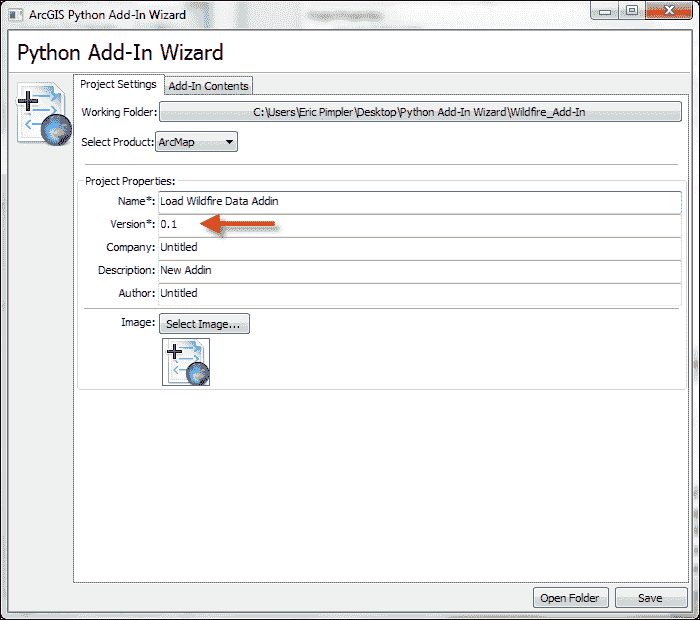 ArcGIS Python Add-In Wizard
Python Add-In Wizard
Project Settings
Add-In Contents
Working Folder: C:\Users\Eric Pimpler\Desktop\Python Add-In Wizard\Wildfire_Add-In
Select Product: ArcMap
Project Properties:
Name*: Load Wildfire Data Addin
Version*: 0.1
Company: Untitled
Description: New Addin
Author: Untitled
Image: Select Image...
Open Folder Save